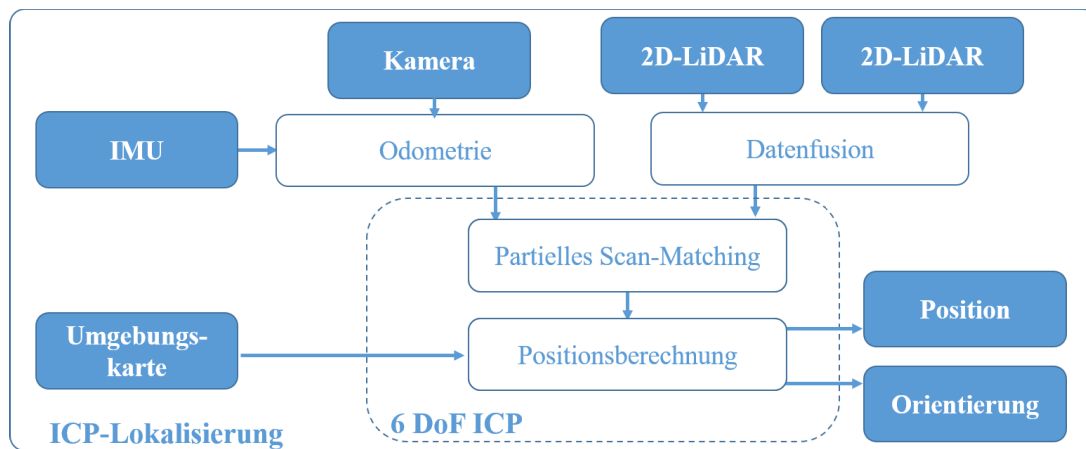 Kamera
2D-LiDAR
2D-LiDAR
IMU
Odometrie
Datenfusion
Partielles Scan-Matching
Umgebungs-
karte
Positionsberechnung
Position
Orientierung
ICP-Lokalisierung
6 DoF ICP